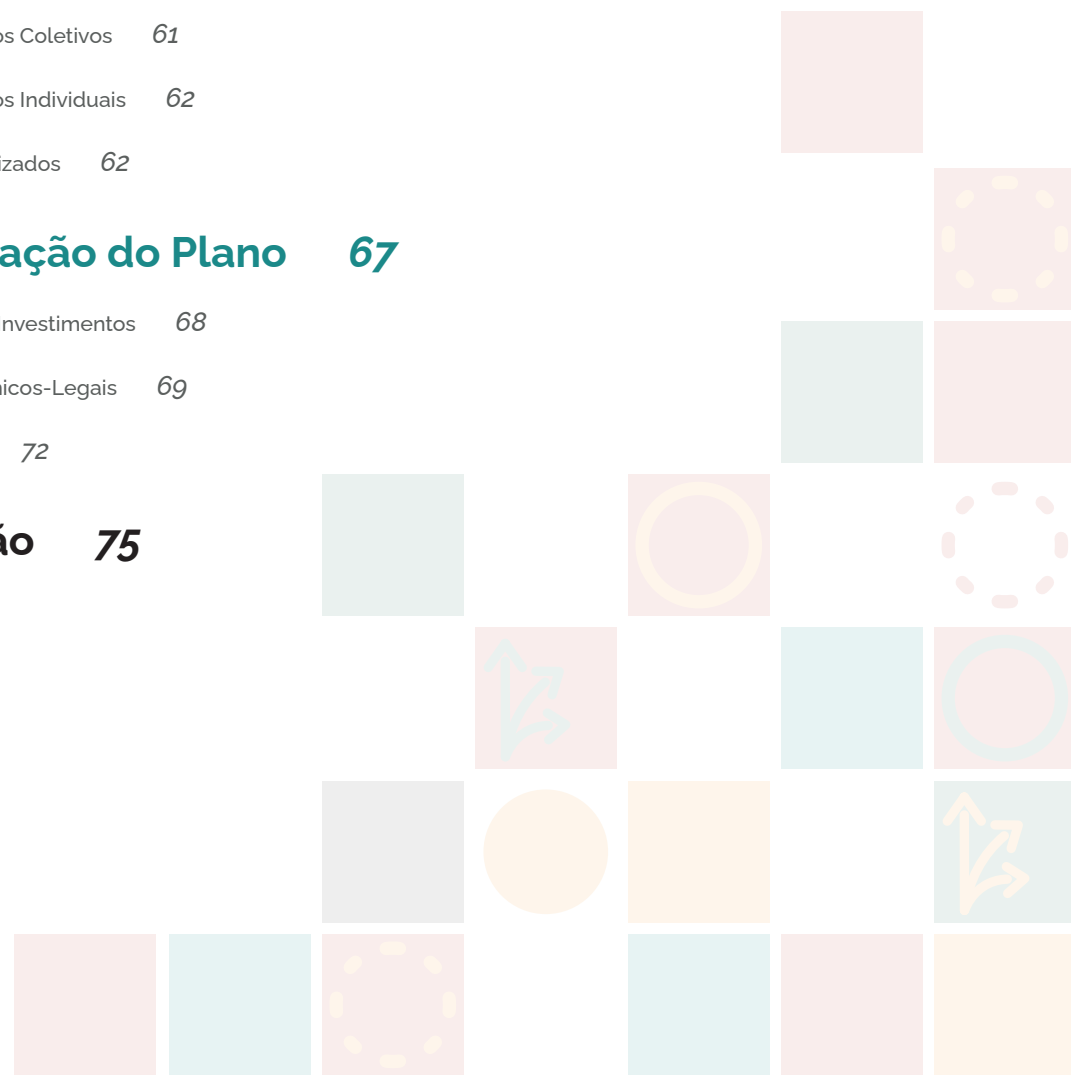 os Coletivos 61
os Individuais 62
izados 62
ação do Plano 67
Investimentos 68
nicos-Legais 69
72
ão 75